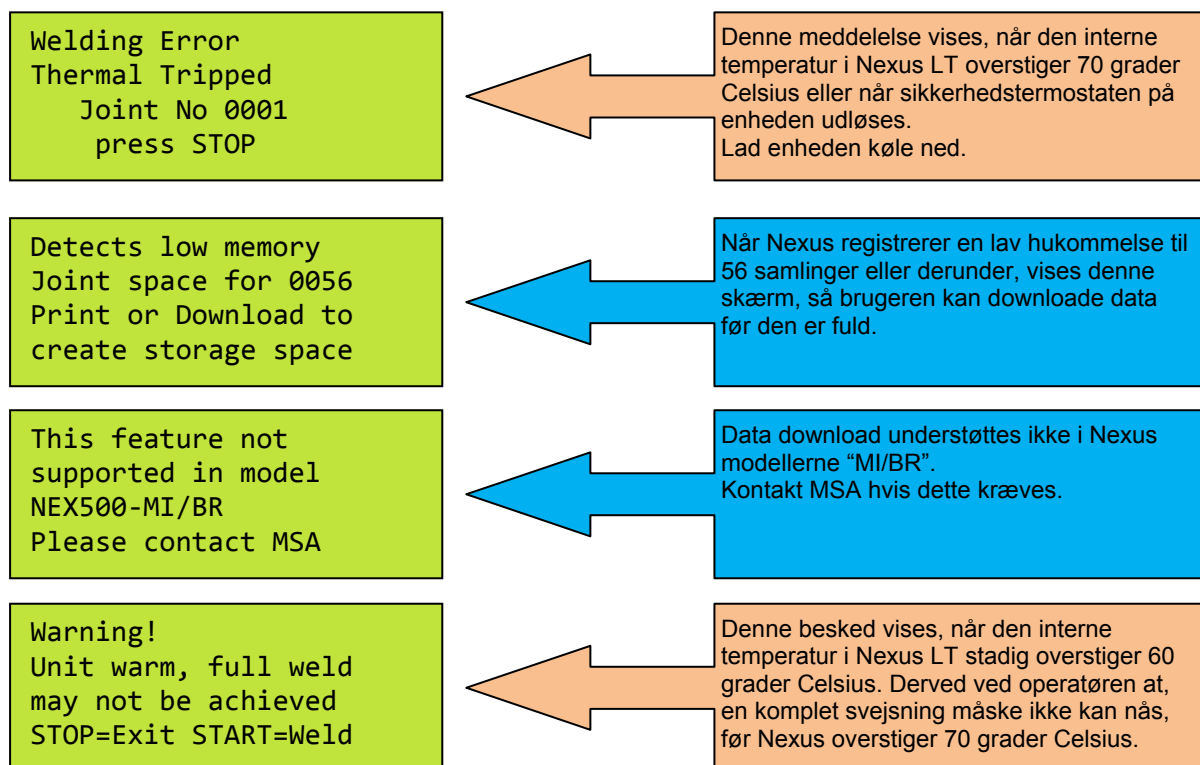 Welding Error
Thermal Tripped
Joint No 0001
press STOP
Denne meddelelse vises, når den interne
temperatur i Nexus LT overstiger 70 grader
Celsius eller når sikkerhedstermostaten på
enheden udløses.
Lad enheden køle ned.
Detects low memory
Joint space for 0056
Print or Download to
create storage space
Når Nexus registrerer en lav hukommelse til
56 samlinger eller derunder, vises denne
skærm, så brugeren kan downloade data
før den er fuld.
This feature not
supported in model
NEX500-MI/BR
Please contact MSA
Data download understøttes ikke i Nexus
modellerne “MI/BR”.
Kontakt MSA hvis dette kræves.
Warning!
Unit warm, full weld
may not be achieved
STOP=Exit START=Weld
Denne besked vises, når den interne
temperatur i Nexus LT stadig overstiger 60
grader Celsius. Derved ved operatøren at,
en komplet svejsning måske ikke kan nås,
før Nexus overstiger 70 grader Celsius.